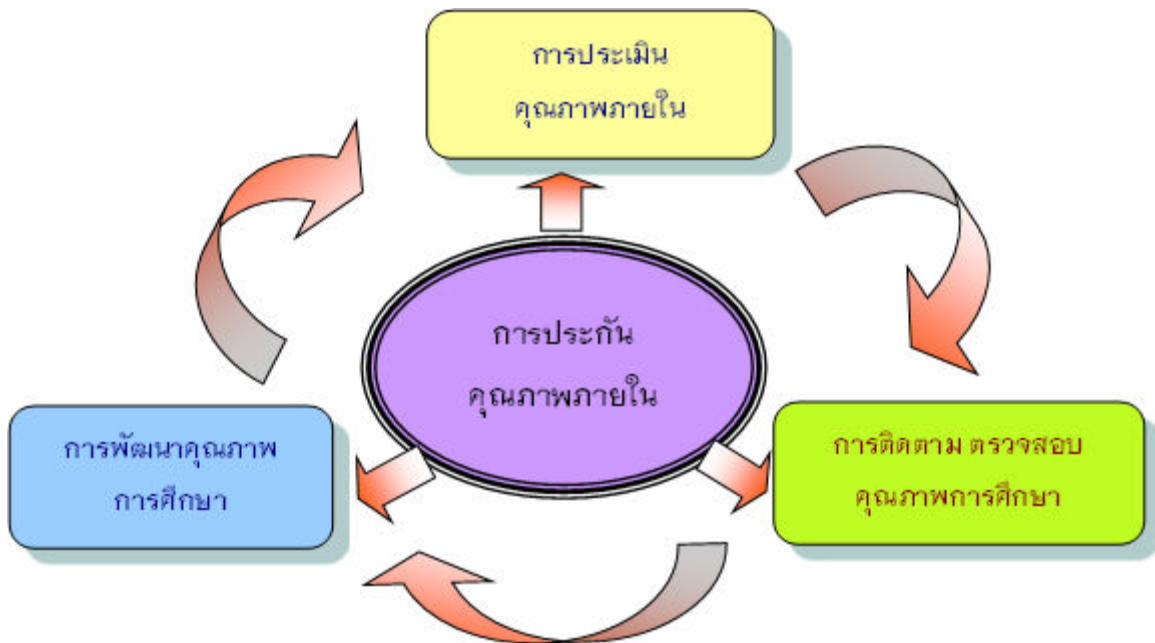 การประเมิน
คุณภาพภายใน
การประกัน
คุณภาพภายใน
การพัฒนาคุณภาพ
การศึกษา
การติดตาม ตรวจสอบ
คุณภาพการศึกษา